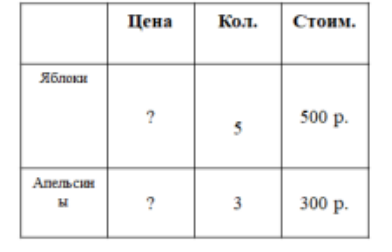 Цена Кол. Стоим.
Яблоки ? 5 500 р.
Апельсин
ы ? 3 300 р.